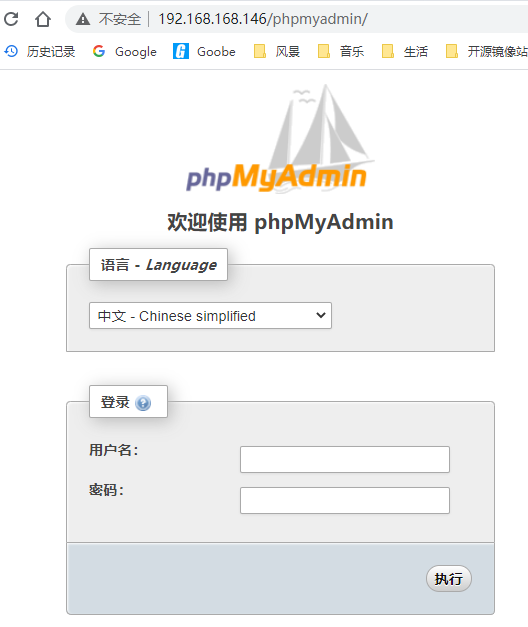 不安全 192.168.168.146/phpmyadmin/
历史记录 Google Goobe 风景 音乐 生活 开源镜像站
phpMyAdmin
欢迎使用 phpMyAdmin
语言 - Language
中文 - Chinese simplified
登录
用户名：
密码：
执行